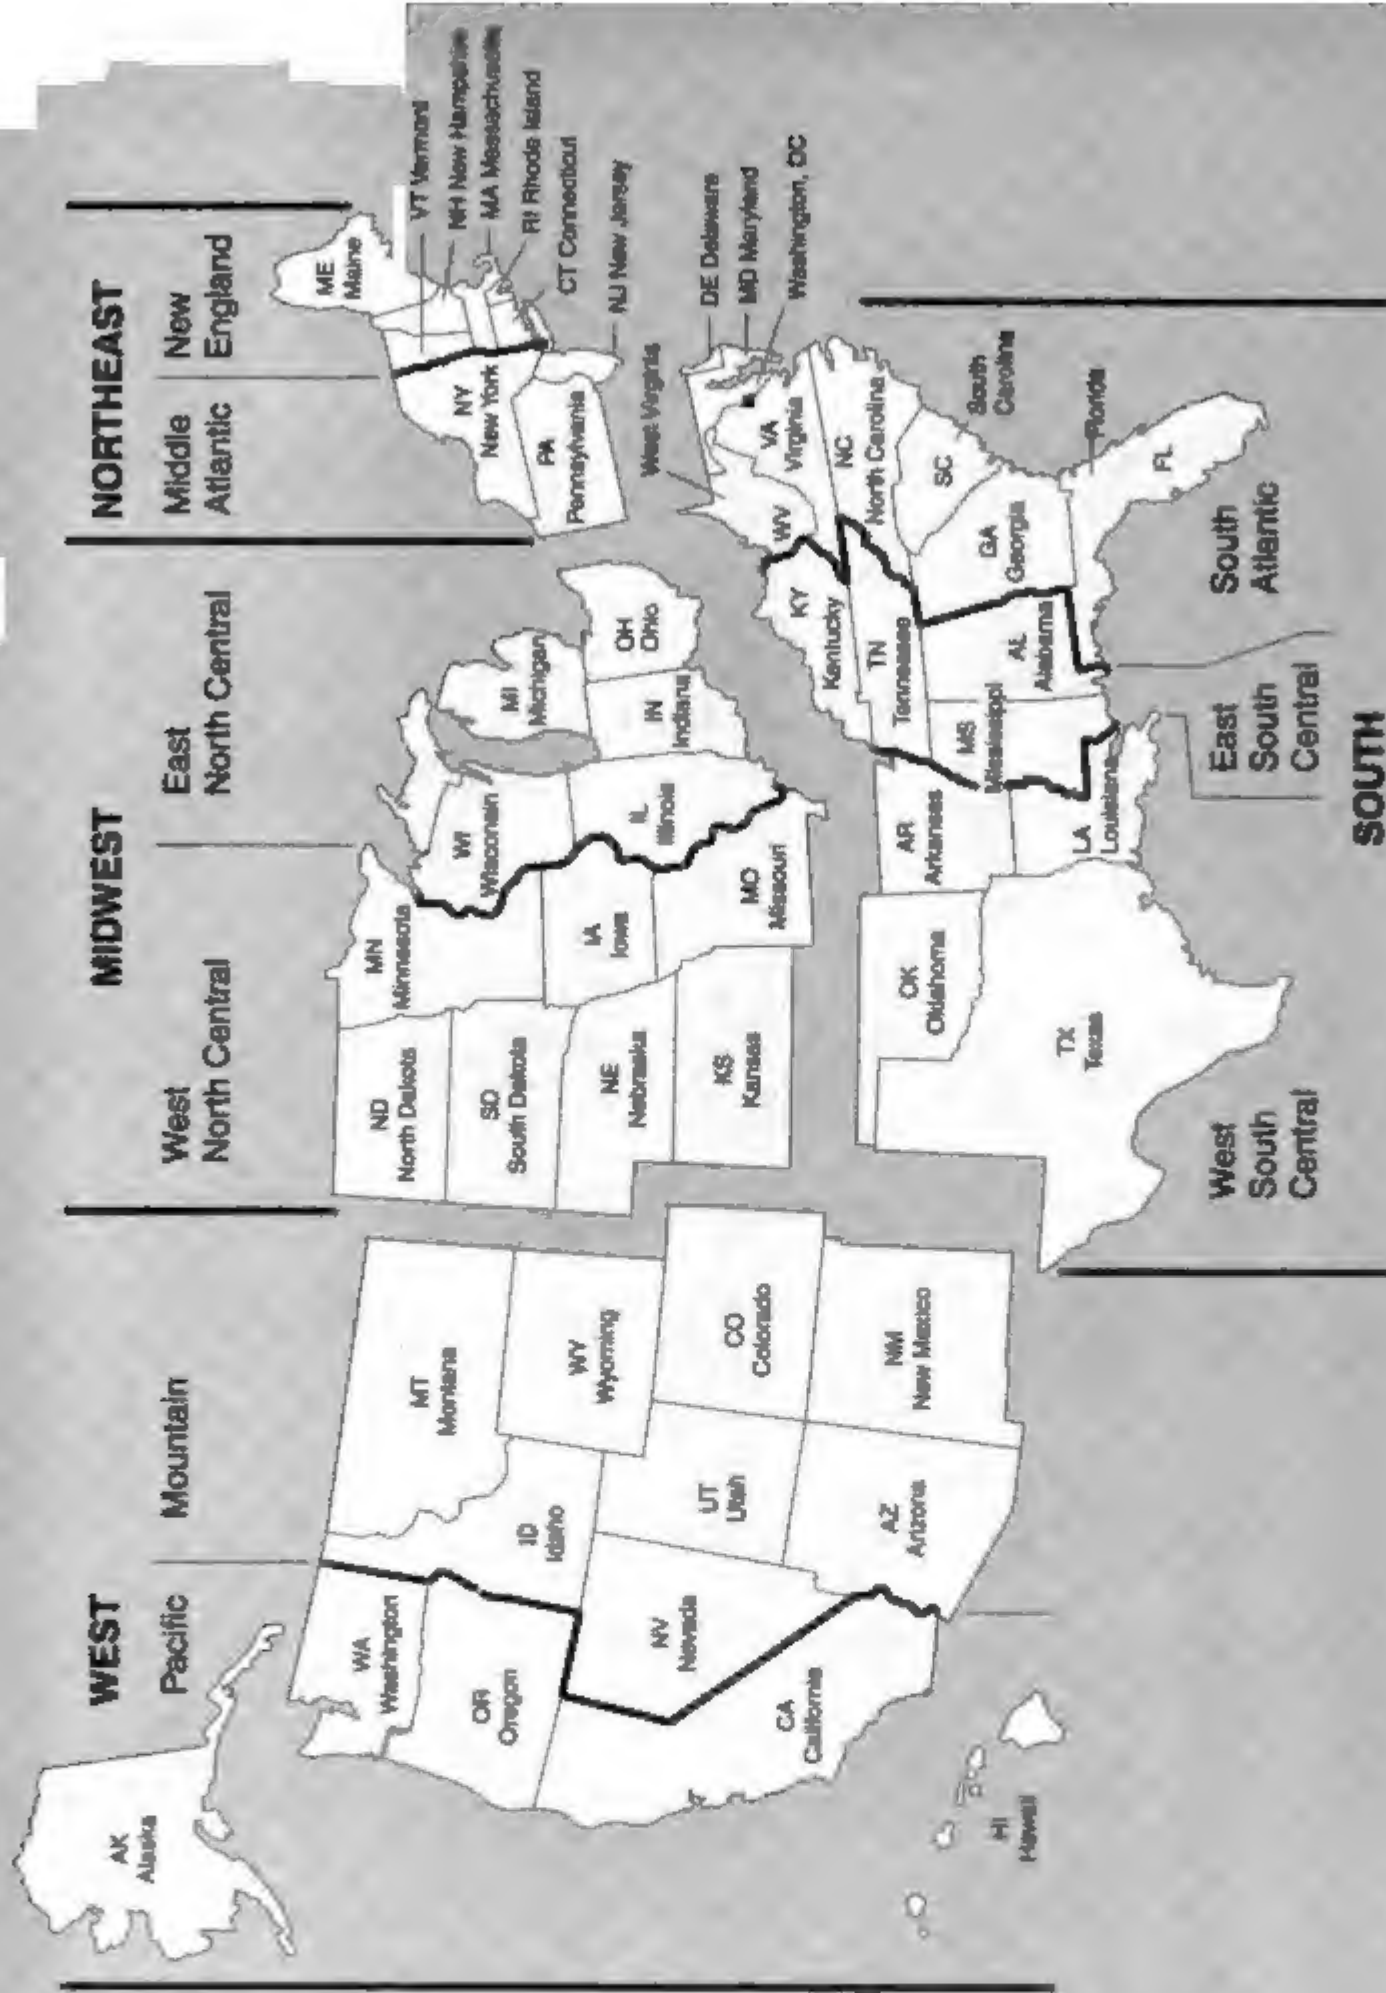 WEST
MIDWEST
NORTHEAST
Pacific
Mountain
West
North Central
East
North Central
Middle
Atlantic
New
England
AK
Alaska
WA
Washington
OR
Oregon
CA
California
HI
Hawaii
MT
Montana
ID
Idaho
WY
Wyoming
NV
Nevada
UT
Utah
CO
Colorado
AZ
Arizona
NM
New Mexico
ND
North Dakota
SD
South Dakota
NE
Nebraska
KS
Kansas
MN
Minnesota
IA
Iowa
MO
Missouri
WI
Wisconsin
IL
Illinois
MI
Michigan
IN
Indiana
OH
Ohio
NY
New York
PA
Pennsylvania
ME
Maine
VT Vermont
NH New Hampshire
MA Massachusetts
RI Rhode Island
CT Connecticut
NJ New Jersey
West Virginia
DE Delaware
MD Maryland
Washington, DC
OK
Oklahoma
TX
Texas
AR
Arkansas
LA
Louisiana
KY
Kentucky
TN
Tennessee
MS
Mississippi
AL
Alabama
WV
VA
Virginia
NC
North Carolina
SC
South
Carolina
GA
Georgia
FL
Florida
West
South
Central
East
South
Central
South
Atlantic
SOUTH